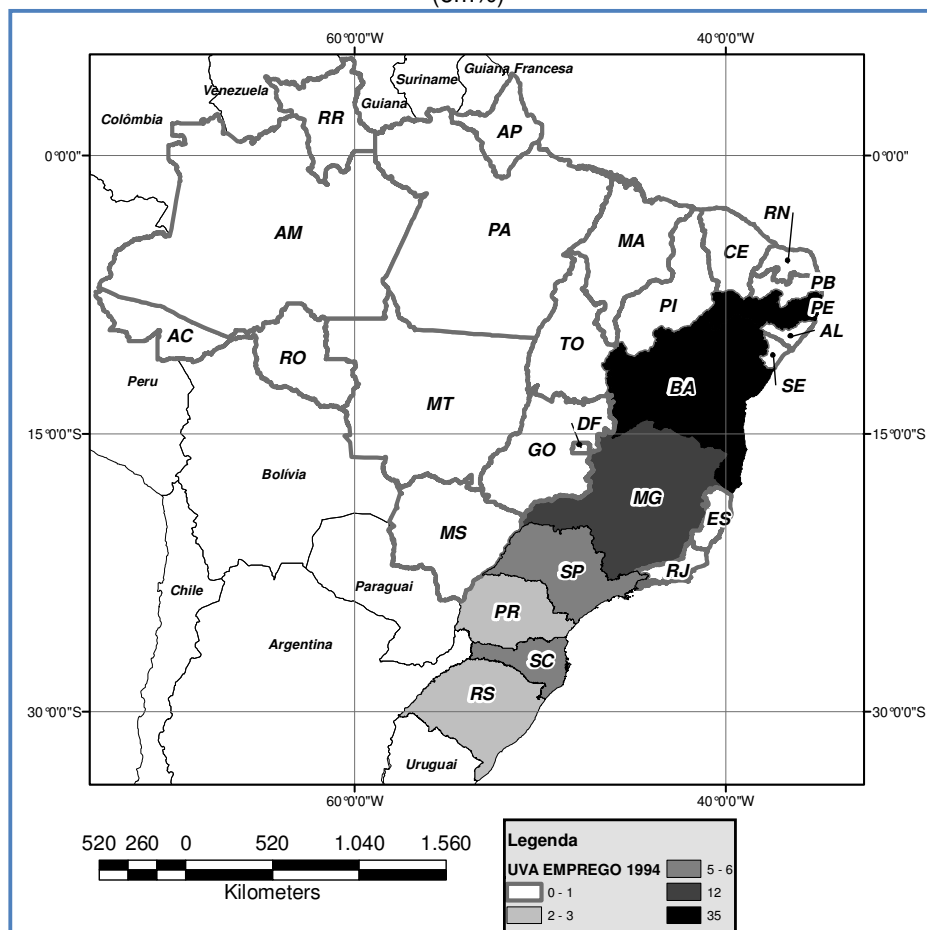 60°0'0"W 40°0'0"W
Guiana Francesa
Suriname
Venezuela
Guiana
Colômbia
RR
AP
0°0'0" 0°0'0"
RN
AM
PA
MA
CE
PB
PI
PE
AL
AC
RO
TO
SE
Peru
BA
MT
DF
15°0'0"S 15°0'0"S
GO
Bolívia
MG
ES
MS
SP
RJ
Chile
Paraguai
PR
Argentina
SC
RS
30°0'0"S 30°0'0"S
Uruguai
60°0'0"W 40°0'0"W
520 260 0 520 1.040 1.560
Kilometers
Legenda
UVA EMPREGO 1994
0 - 1
2 - 3
5 - 6
12
35